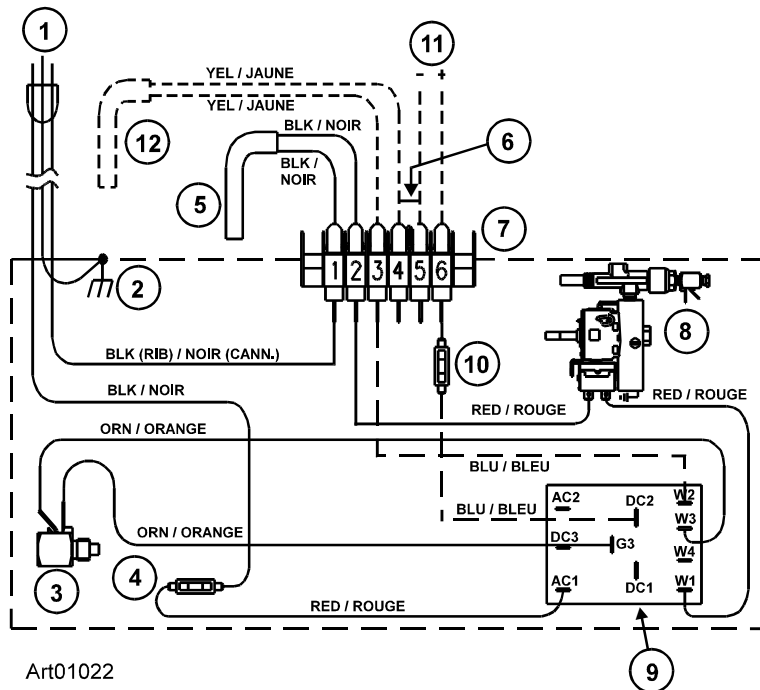 1
11
YEL / JAUNE
- +
YEL / JAUNE
12
BLK / NOIR
6
BLK /
NOIR
5
7
1 2 3 4 5 6
2
8
BLK (RIB) / NOIR (CANN.)
10
BLK / NOIR
RED / ROUGE
RED / ROUGE
ORN / ORANGE
BLU / BLEU
AC2
DC2
W2
BLU / BLEU
W3
ORN / ORANGE
DC3
G3
W4
3
4
AC1
DC1
W1
RED / ROUGE
9
Art01022